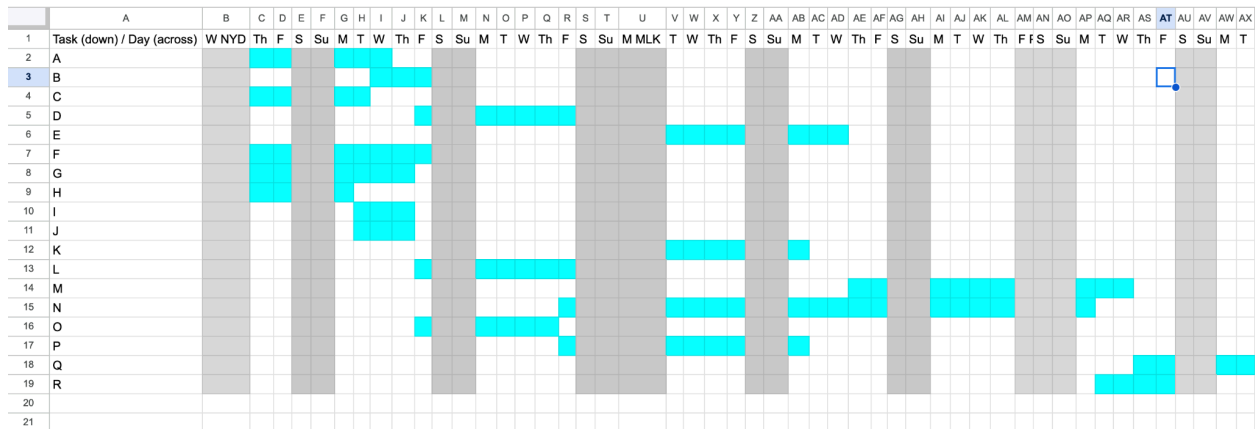 A B C D E F G H I J K L M N O P Q R S T U V W X Y Z AA AB AC AD AE AF AG AH AI AJ AK AL AM AN AO AP AQ AR AS AT AU AV AW AX
1 Task (down) / Day (across) W NYD Th F S Su M T W Th F S Su M T W Th F S Su M MLK T W Th F S Su M T W Th F S Su M T W Th F F S Su M T W Th F S Su M T
2 A
3 B
4 C
5 D
6 E
7 F
8 G
9 H
10 I
11 J
12 K
13 L
14 M
15 N
16 O
17 P
18 Q
19 R
20
21